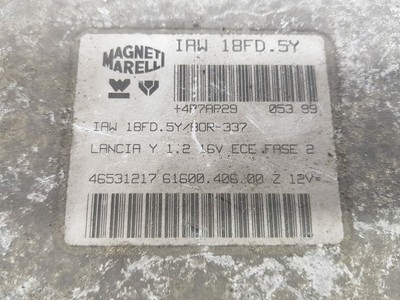 MAGNETI
MARELLI
IAW 18FD.5Y
+4P7AP29 053 99
IAW 18FD.5Y/BOR-337
LANCIA Y 1.2 16V ECE FASE 2
46531217 61600.406.00 Z 12V=